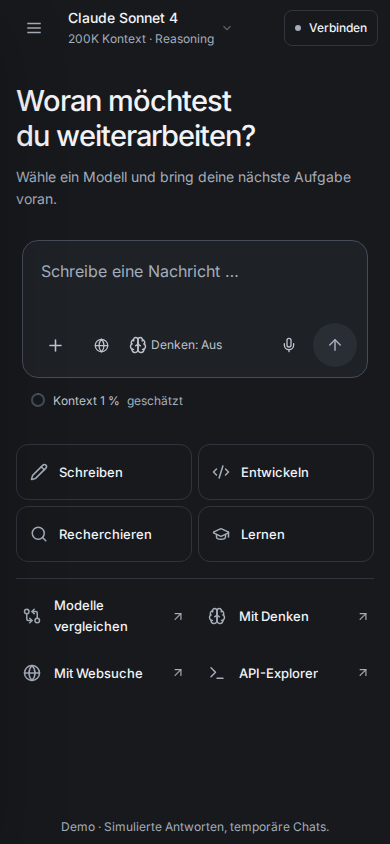 Claude Sonnet 4
200K Kontext · Reasoning
Verbinden
Woran möchtest
du weiterarbeiten?
Wähle ein Modell und bring deine nächste Aufgabe
voran.
Schreibe eine Nachricht ...
Denken: Aus
Kontext 1 % geschätzt
Schreiben
Entwickeln
Recherchieren
Lernen
Modelle
vergleichen
Mit Denken
Mit Websuche
API-Explorer
Demo · Simulierte Antworten, temporäre Chats.